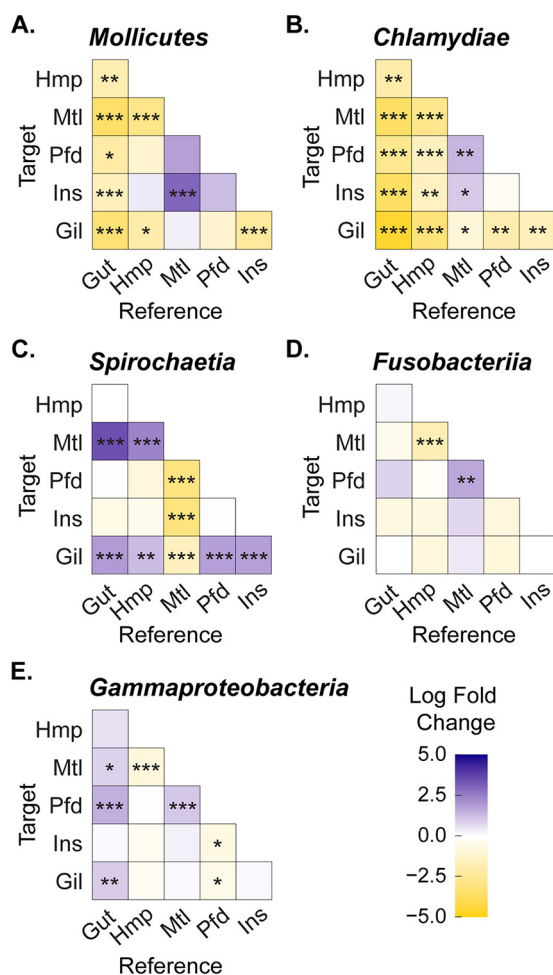 A. Mollicutes
Hmp **
Mtl *** ***
Pfd *
Ins *** ***
Gil *** * ***
Gut Hmp Mtl Pfd Ins
Target
Reference
B. Chlamydiae
Hmp **
Mtl *** ***
Pfd *** *** **
Ins *** ** *
Gil *** *** * ** **
Gut Hmp Mtl Pfd Ins
Target
Reference
C. Spirochaetia
Hmp
Mtl *** ***
Pfd ***
Ins ***
Gil *** ** *** *** ***
Gut Hmp Mtl Pfd Ins
Target
Reference
D. Fusobacteriia
Hmp
Mtl ***
Pfd **
Ins
Gil
Gut Hmp Mtl Pfd Ins
Target
Reference
E. Gammaproteobacteria
Hmp
Mtl * ***
Pfd *** ***
Ins *
Gil ** *
Gut Hmp Mtl Pfd Ins
Target
Reference
Log Fold
Change
5.0
2.5
0.0
−2.5
−5.0